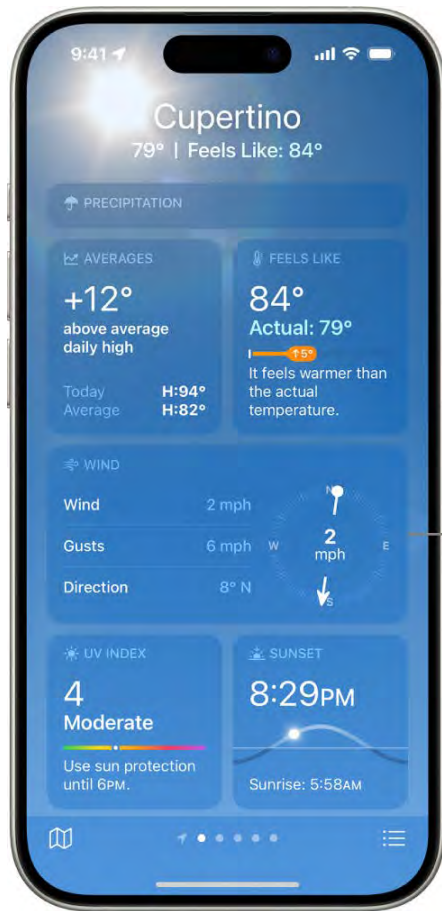 9:41
Cupertino
79° | Feels Like: 84°
PRECIPITATION
AVERAGES
+12°
above average
daily high
Today H:94°
Average H:82°
FEELS LIKE
84°
Actual: 79°
↑5°
It feels warmer than
the actual
temperature.
WIND
Wind 2 mph
Gusts 6 mph
Direction 8° N
N
W
2
mph
E
S
UV INDEX
4
Moderate
Use sun protection
until 6PM.
SUNSET
8:29PM
Sunrise: 5:58AM